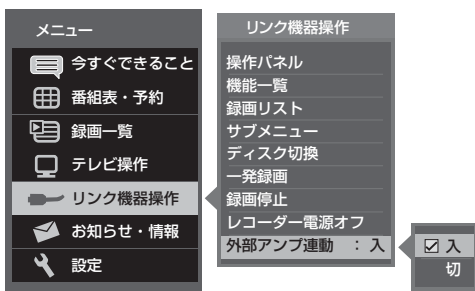 メニュー
今すぐできること
番組表・予約
録画一覧
テレビ操作
リンク機器操作
お知らせ・情報
設定
リンク機器操作
操作パネル
機能一覧
録画リスト
サブメニュー
ディスク切換
一発録画
録画停止
レコーダー電源オフ
外部アンプ連動 : 入
入
切